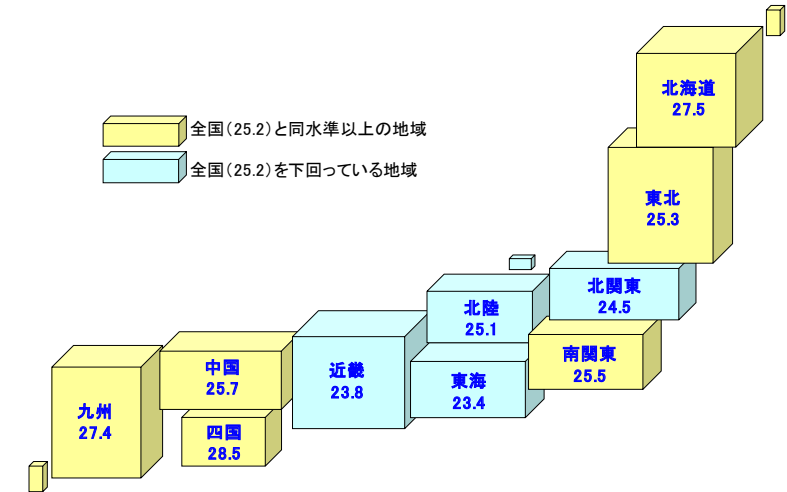 北海道
27.5
全国(25.2)と同水準以上の地域
全国(25.2)を下回っている地域
東北
25.3
北関東
24.5
北陸
25.1
南関東
25.5
中国
25.7
近畿
23.8
東海
23.4
九州
27.4
四国
28.5